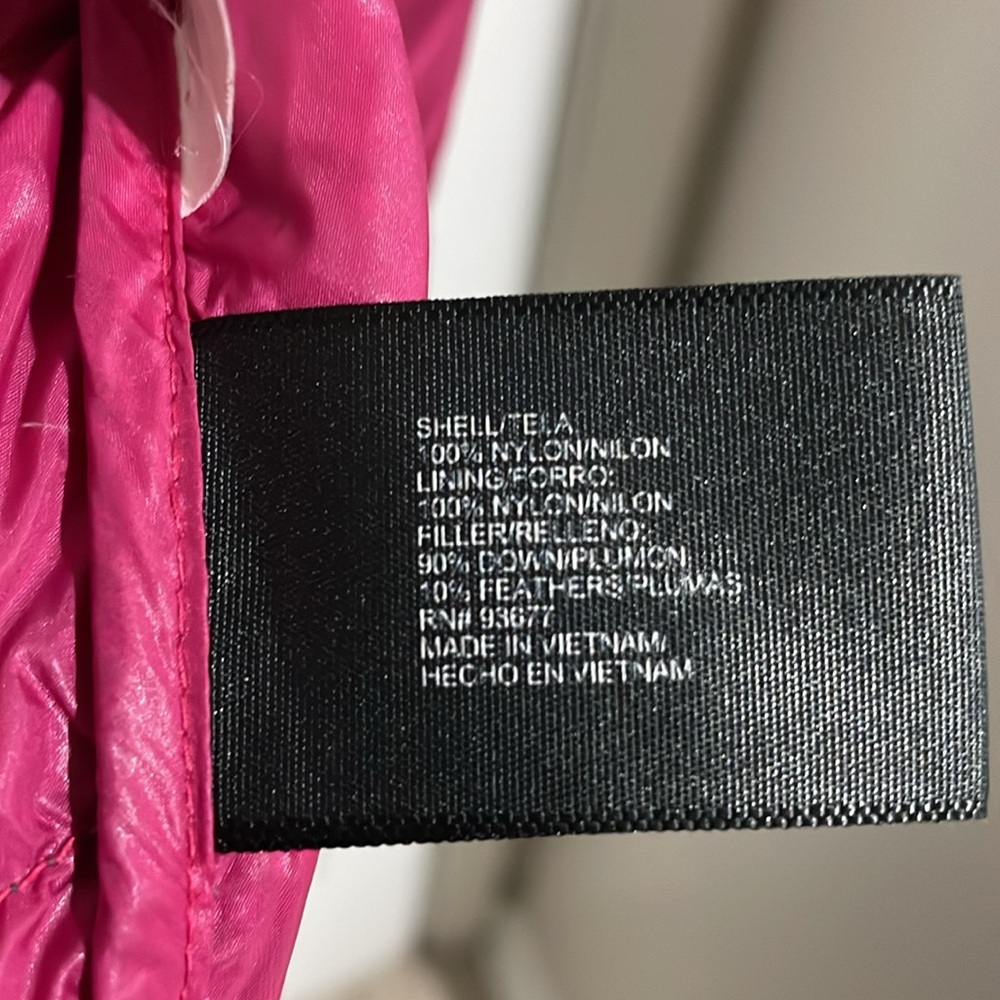 SHELL/TELA
100% NYLON/NILON
LINING/FORRO:
100% NYLON/NILON
FILLER/RELLENO:
90% DOWN/PLUMON
10% FEATHERS/PLUMAS
RN# 93677
MADE IN VIETNAM/
HECHO EN VIETNAM